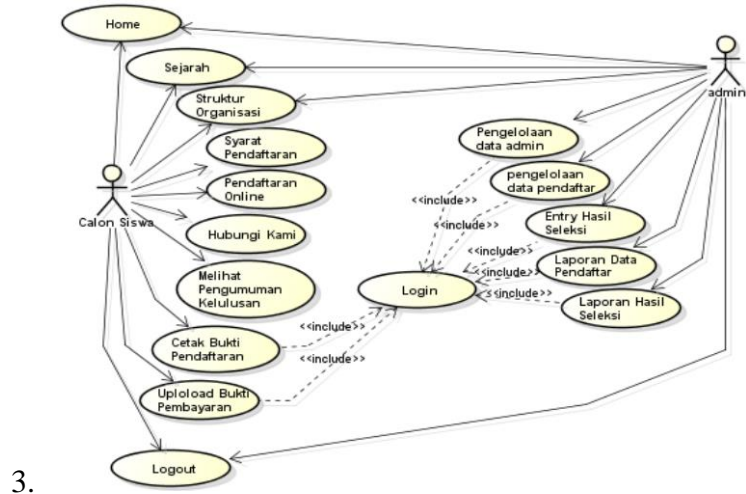 Home
Sejarah
Struktur
Organisasi
Syarat
Pendaftaran
Pendaftaran
Online
Hubungi Kami
Melihat
Pengumuman
Kelulusan
Cetak Bukti
Pendaftaran
Uploload Bukti
Pembayaran
Logout
Calon Siswa
admin
Pengelolaan
data admin
pengelolaan
data pendaftar
Entry Hasil
Seleksi
Laporan Data
Pendaftar
Laporan Hasil
Seleksi
Login
<<include>>
<<include>>
<<include>>
<<include>>
<<include>>
<<include>>
<<include>>
3.